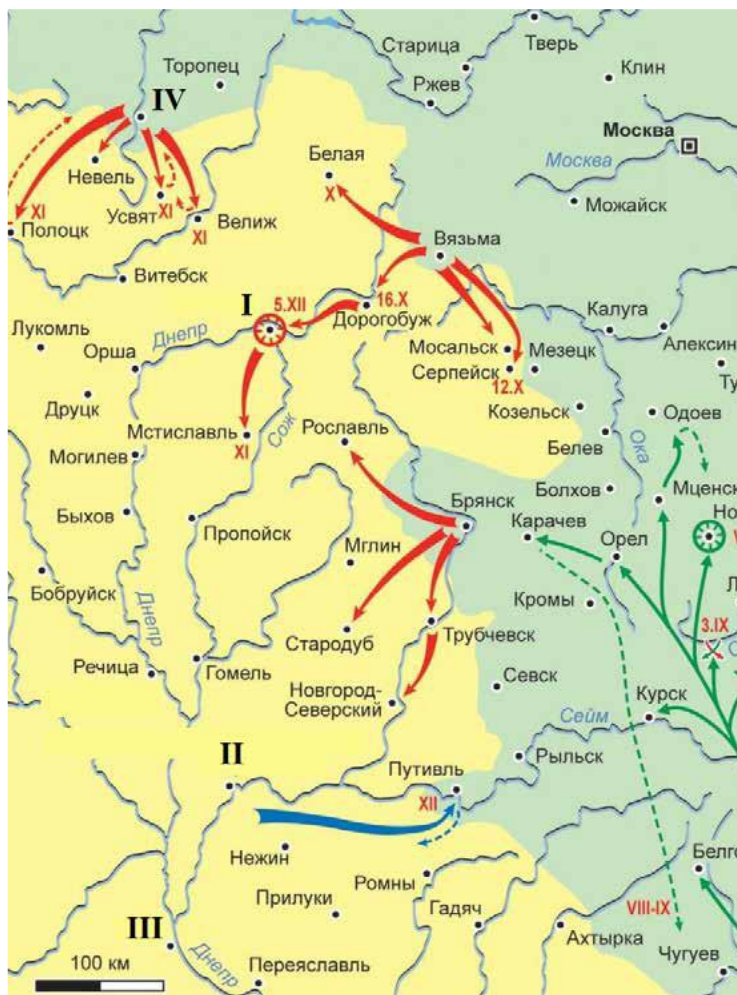 Старица
Тверь
Торопец
Клин
Ржев
IV
Москва
Белая
Москва
Невель
X
Усвят
XI
Велиж
Можайск
XI
XI
Полоцк
Вязьма
Витебск
I
5.XII
16.X
Дорогобуж
Калуга
Лукомль
Днепр
Алексин
Орша
Мосальск
Мезецк
Серпейск
Ту
Друцк
12.X
Козельск
Одоев
Мстиславль
Рославль
XI
Сож
Белев
Ока
Могилев
Мценск
Болхов
Брянск
Но
Быхов
Карачев
Пропойск
Орел
V
Мглин
Бобруйск
Л
Днепр
Кромы
3.IX
Стародуб
Трубчевск
Речица
Гомель
Севск
Новгород-
Северский
Курск
Сейм
II
Путивль
Рыльск
XII
Нежин
Белго
Ромны
Прилуки
Гадяч
VIII-IX
III
Ахтырка
Днепр
Чугуев
100 км
Переяславль